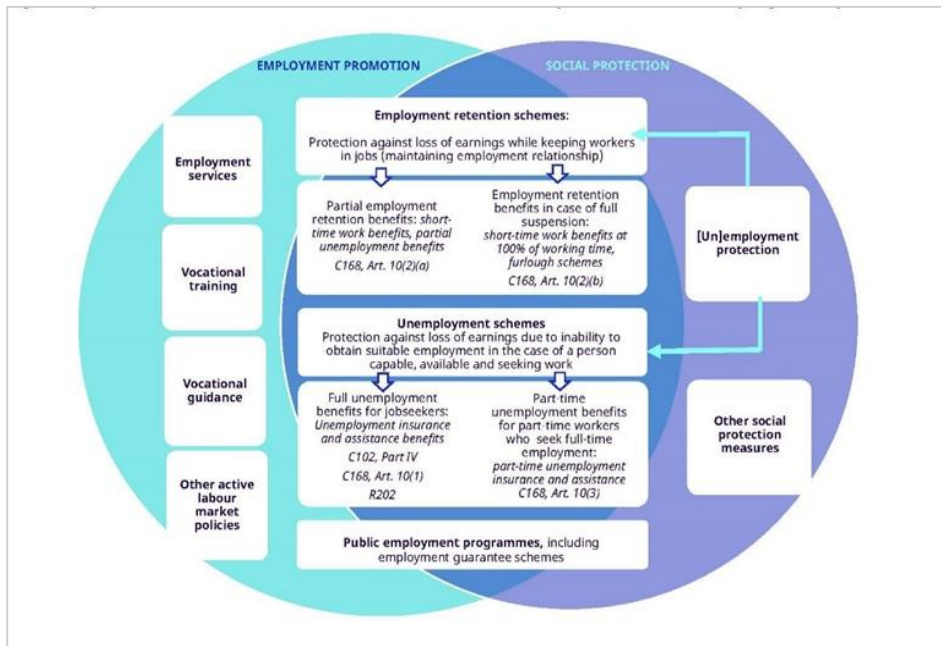 EMPLOYMENT PROMOTION
SOCIAL PROTECTION
Employment
services
Vocational
training
Vocational
guidance
Other active
labour
market
policies
Employment retention schemes:
Protection against loss of earnings while keeping workers
in jobs (maintaining employment relationship)
Partial employment
retention benefits: short-
time work benefits, partial
unemployment benefits
C168, Art. 10(2)(a)
Employment retention
benefits in case of full
suspension:
short-time work benefits at
100% of working time,
furlough schemes
C168, Art. 10(2)(b)
Unemployment schemes
Protection against loss of earnings due to inability to
obtain suitable employment in the case of a person
capable, available and seeking work
Full unemployment
benefits for jobseekers:
Unemployment insurance
and assistance benefits
C102, Part IV
C168, Art. 10(1)
R202
Part-time
unemployment benefits
for part-time workers
who seek full-time
employment:
part-time unemployment
insurance and assistance
C168, Art. 10(3)
Public employment programmes, including
employment guarantee schemes
[Un]employment
protection
Other social
protection
measures